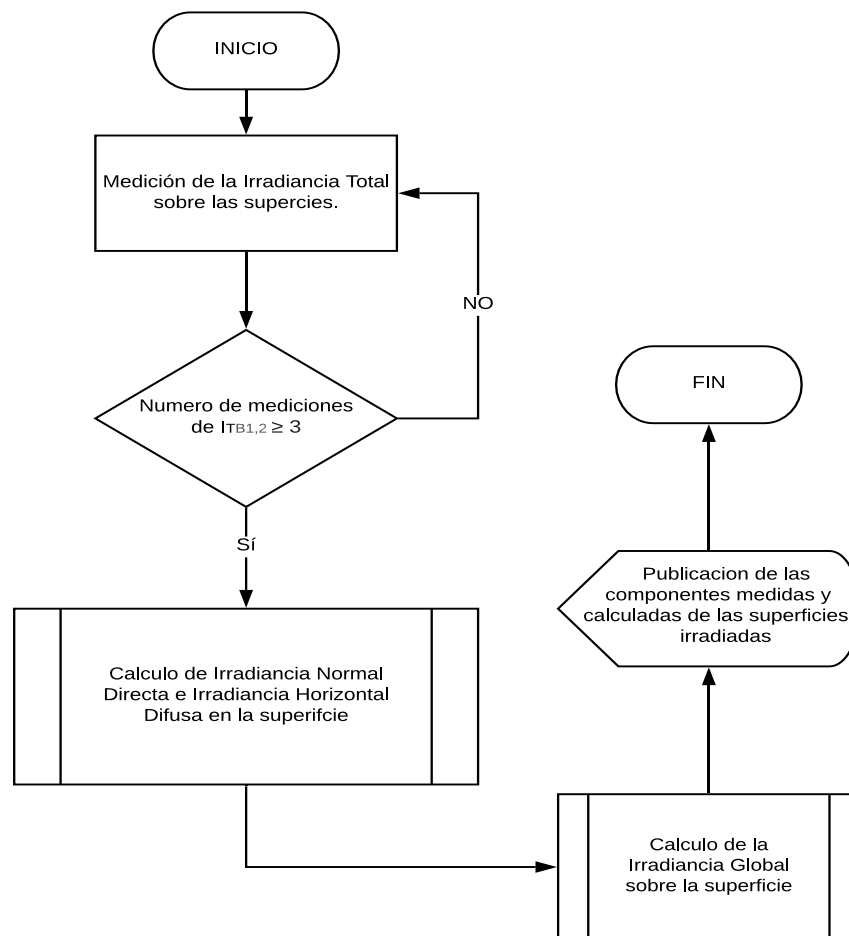 INICIO
Medición de la Irradiancia Total
sobre las supercies.
NO
Numero de mediciones
de ITB1,2 ≥ 3
Sí
Calculo de Irradiancia Normal
Directa e Irradiancia Horizontal
Difusa en la superifcie
Calculo de la
Irradiancia Global
sobre la superficie
Publicacion de las
componentes medidas y
calculadas de las superficies
irradiadas
FIN